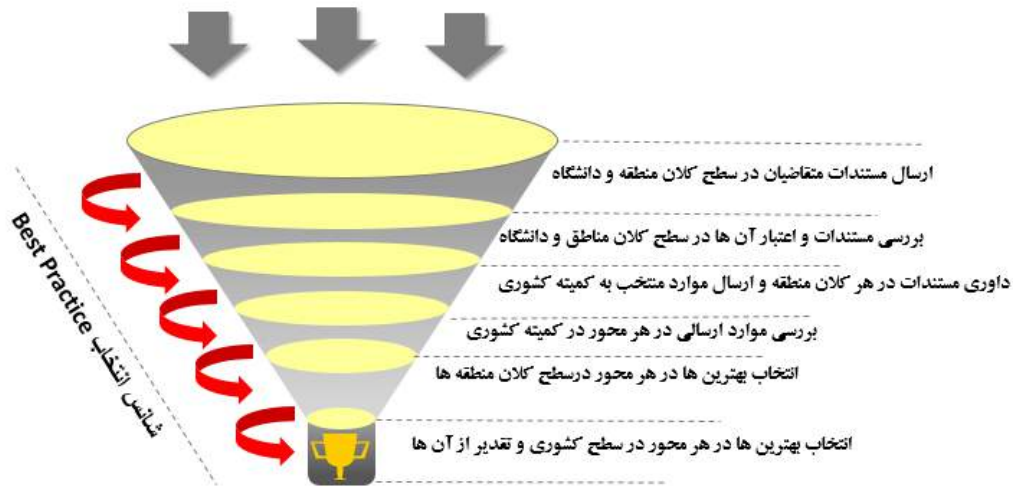 ارسال مستندات متقاضیان در سطح کلان منطقه و دانشگاه
بررسی مستندات و اعتبار آن ها در سطح کلان مناطق و دانشگاه
داوری مستندات در هر کلان منطقه و ارسال موارد منتخب به کمیته کشوری
بررسی موارد ارسالی در هر محور در کمیته کشوری
انتخاب بهترین ها در هر محور درسطح کلان منطقه ها
انتخاب بهترین ها در هر محور در سطح کشوری و تقدیر از آن ها
شانس انتخاب Best Practice